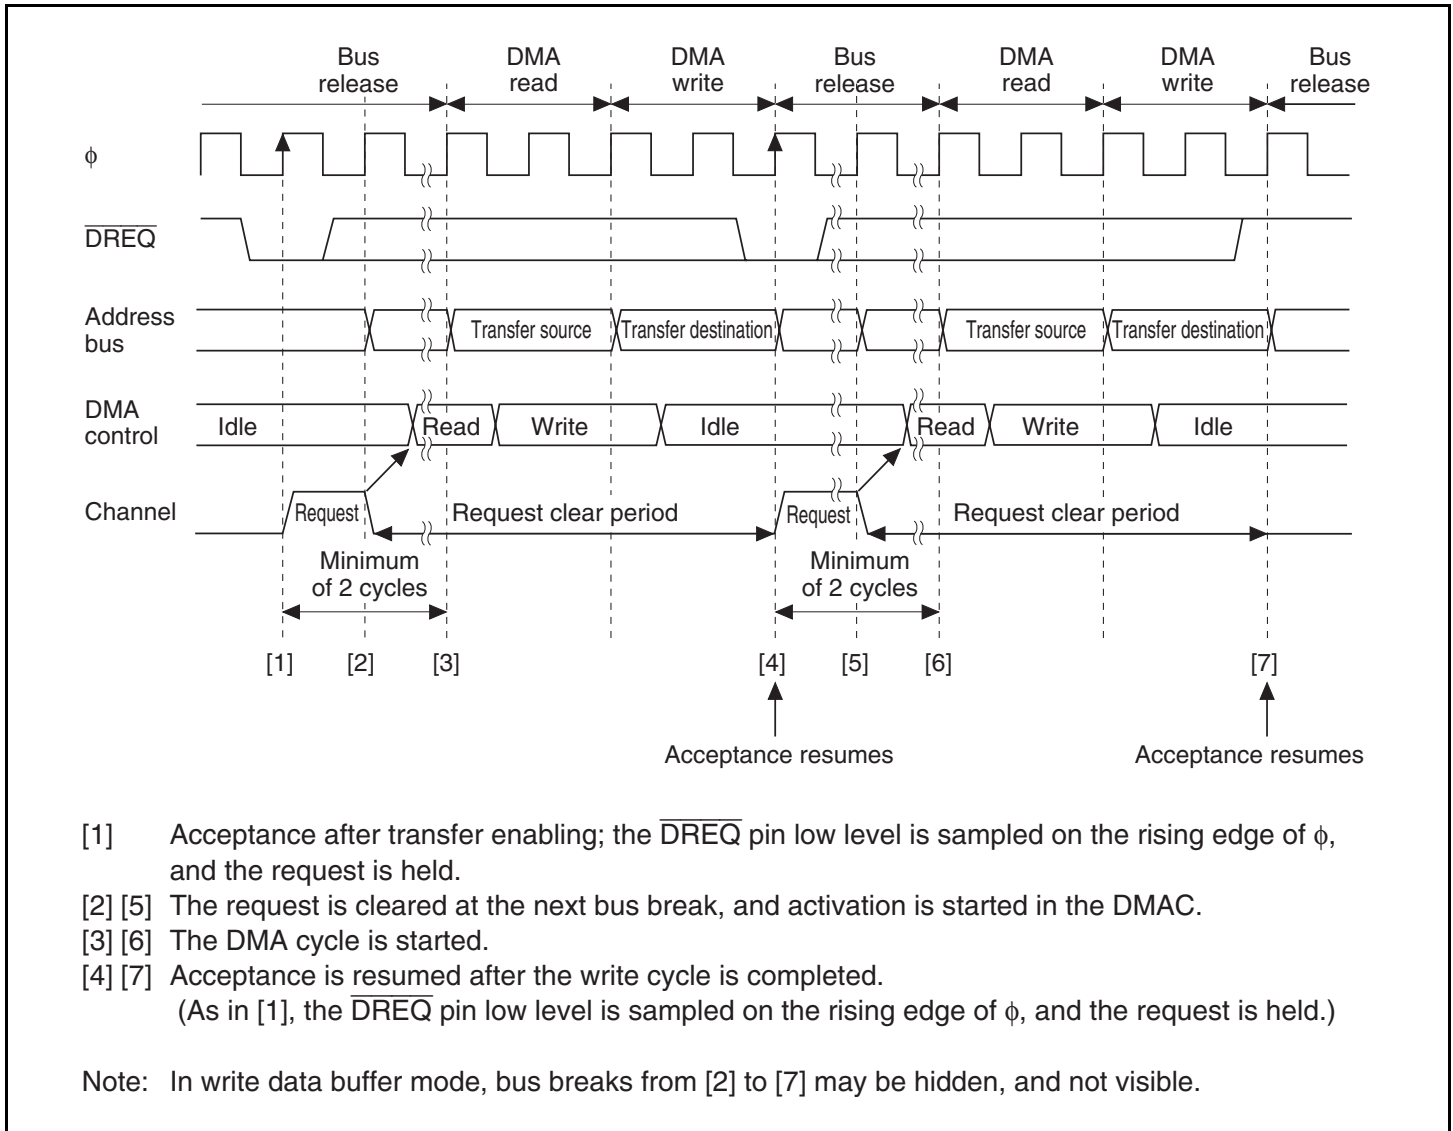 Bus release DMA read DMA write Bus release DMA read DMA write Bus release
ϕ
DREQ
Address bus
Transfer source Transfer destination Transfer source Transfer destination
DMA control
Idle Read Write Idle Read Write Idle
Channel
Request Request clear period Request Request clear period
Minimum of 2 cycles Minimum of 2 cycles
[1] [2] [3] [4] [5] [6] [7]
Acceptance resumes Acceptance resumes
[1] Acceptance after transfer enabling; the DREQ pin low level is sampled on the rising edge of ϕ,
and the request is held.
[2] [5] The request is cleared at the next bus break, and activation is started in the DMAC.
[3] [6] The DMA cycle is started.
[4] [7] Acceptance is resumed after the write cycle is completed.
(As in [1], the DREQ pin low level is sampled on the rising edge of ϕ, and the request is held.)
Note: In write data buffer mode, bus breaks from [2] to [7] may be hidden, and not visible.